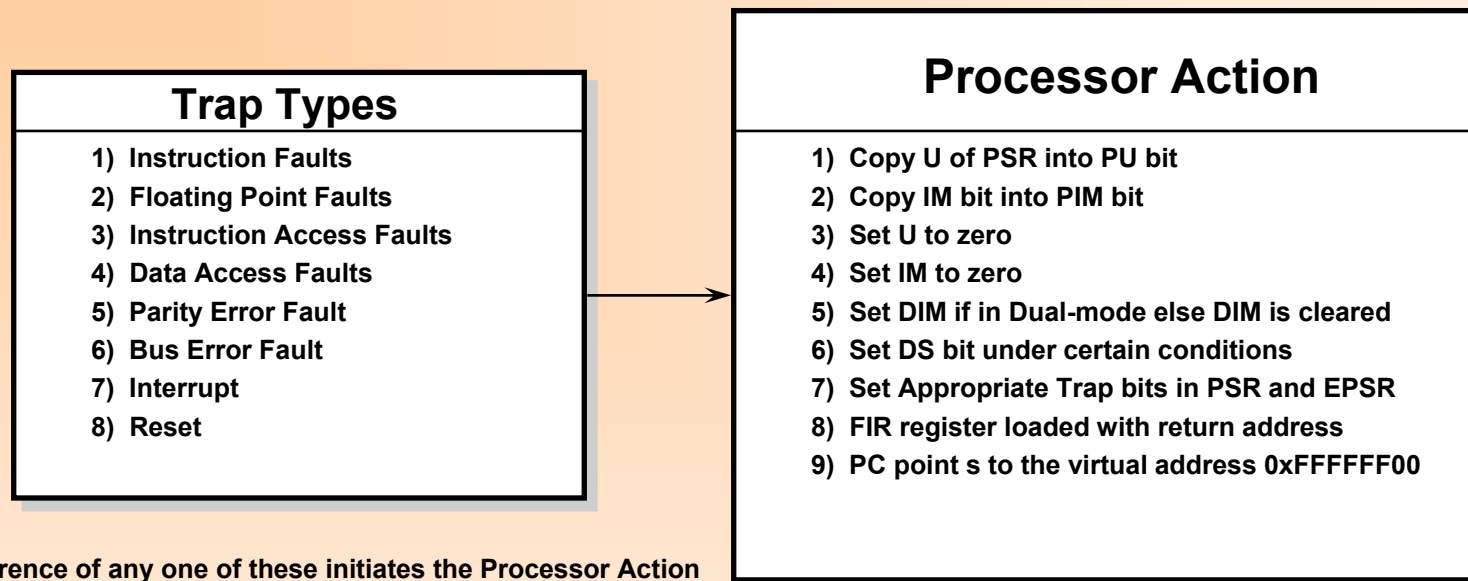 Trap Types
1) Instruction Faults
2) Floating Point Faults
3) Instruction Access Faults
4) Data Access Faults
5) Parity Error Fault
6) Bus Error Fault
7) Interrupt
8) Reset
rence of any one of these initiates the Processor Action
Processor Action
1) Copy U of PSR into PU bit
2) Copy IM bit into PIM bit
3) Set U to zero
4) Set IM to zero
5) Set DIM if in Dual-mode else DIM is cleared
6) Set DS bit under certain conditions
7) Set Appropriate Trap bits in PSR and EPSR
8) FIR register loaded with return address
9) PC point s to the virtual address 0xFFFFFF00